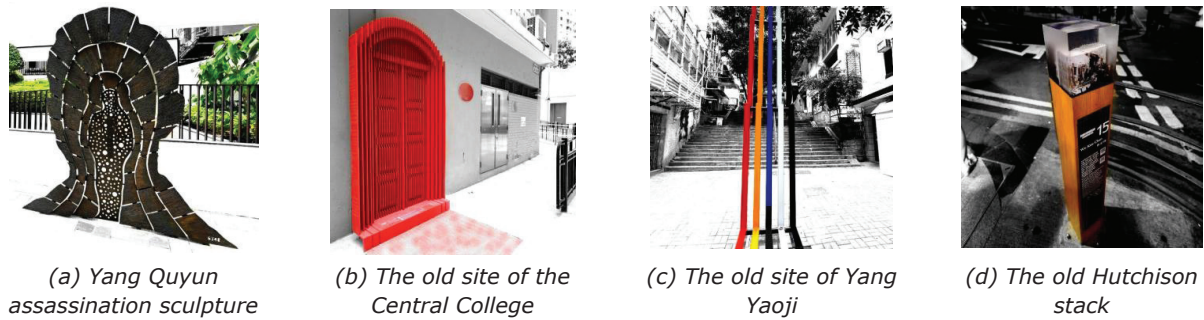 (a) Yang Quyun
assassination sculpture
(b) The old site of the
Central College
(c) The old site of Yang
Yaoji
(d) The old Hutchison
stack
15